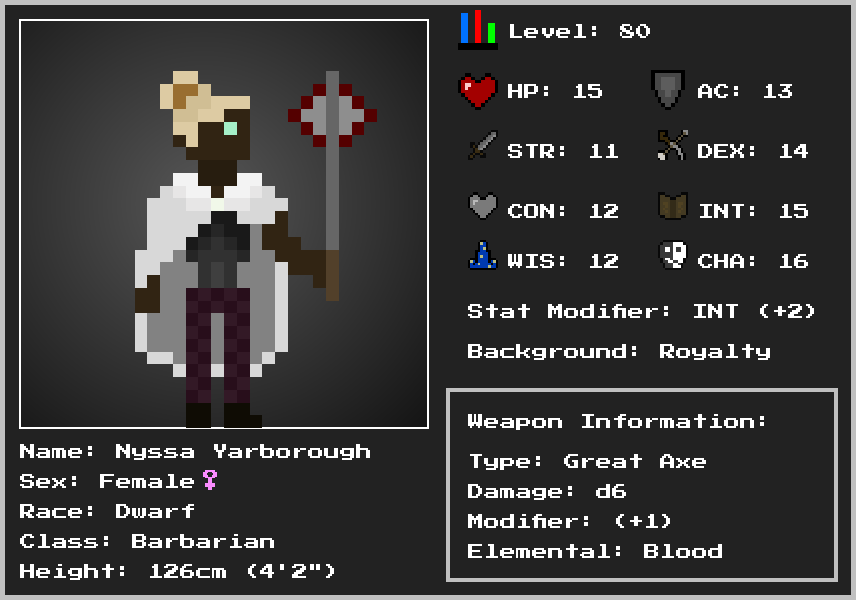 Level: 80
HP: 15
AC: 13
STR: 11
DEX: 14
CON: 12
INT: 15
WIS: 12
CHA: 16
Stat Modifier: INT (+2)
Background: Royalty
Weapon Information:
Type: Great Axe
Damage: d6
Modifier: (+1)
Elemental: Blood
Name: Nyssa Yarborough
Sex: Female♀
Race: Dwarf
Class: Barbarian
Height: 126cm (4'2")